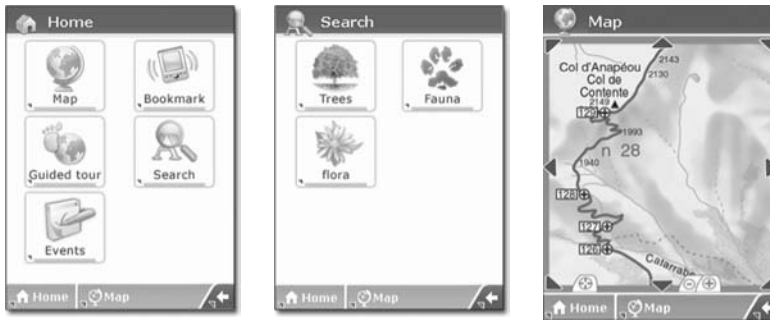 Home
Map
Bookmark
Guided tour
Search
Events
Home
Map
Search
Trees
Fauna
flora
Home
Map
Map
Col d'Anapéou
Col de
Contente
2143
2130
2149
129
1993
n 28
1940
128
127
126
Home
Map